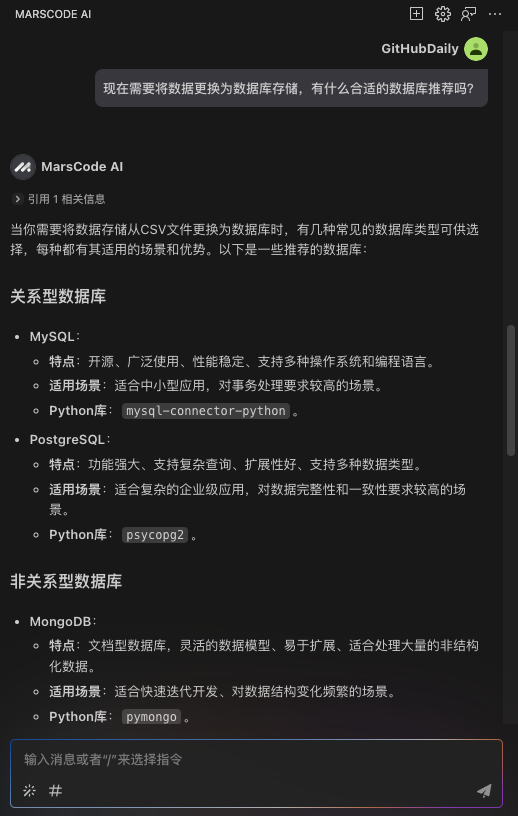 MARSCODE AI
GitHubDaily
现在需要将数据更换为数据库存储，有什么合适的数据库推荐吗？
MarsCode AI
引用 1 相关信息
当你需要将数据存储从CSV文件更换为数据库时，有几种常见的数据库类型可供选
择，每种都有其适用的场景和优势。以下是一些推荐的数据库：
关系型数据库
MySQL：
特点：开源、广泛使用、性能稳定、支持多种操作系统和编程语言。
适用场景：适合中小型应用，对事务处理要求较高的场景。
Python库：mysql-connector-python。
PostgreSQL：
特点：功能强大、支持复杂查询、扩展性好、支持多种数据类型。
适用场景：适合复杂的企业级应用，对数据完整性和一致性要求较高的场
景。
Python库：psycopg2。
非关系型数据库
MongoDB：
特点：文档型数据库，灵活的数据模型、易于扩展、适合处理大量的非结构
化数据。
适用场景：适合快速迭代开发、对数据结构变化频繁的场景。
Python库：pymongo。
输入消息或者“/”来选择指令